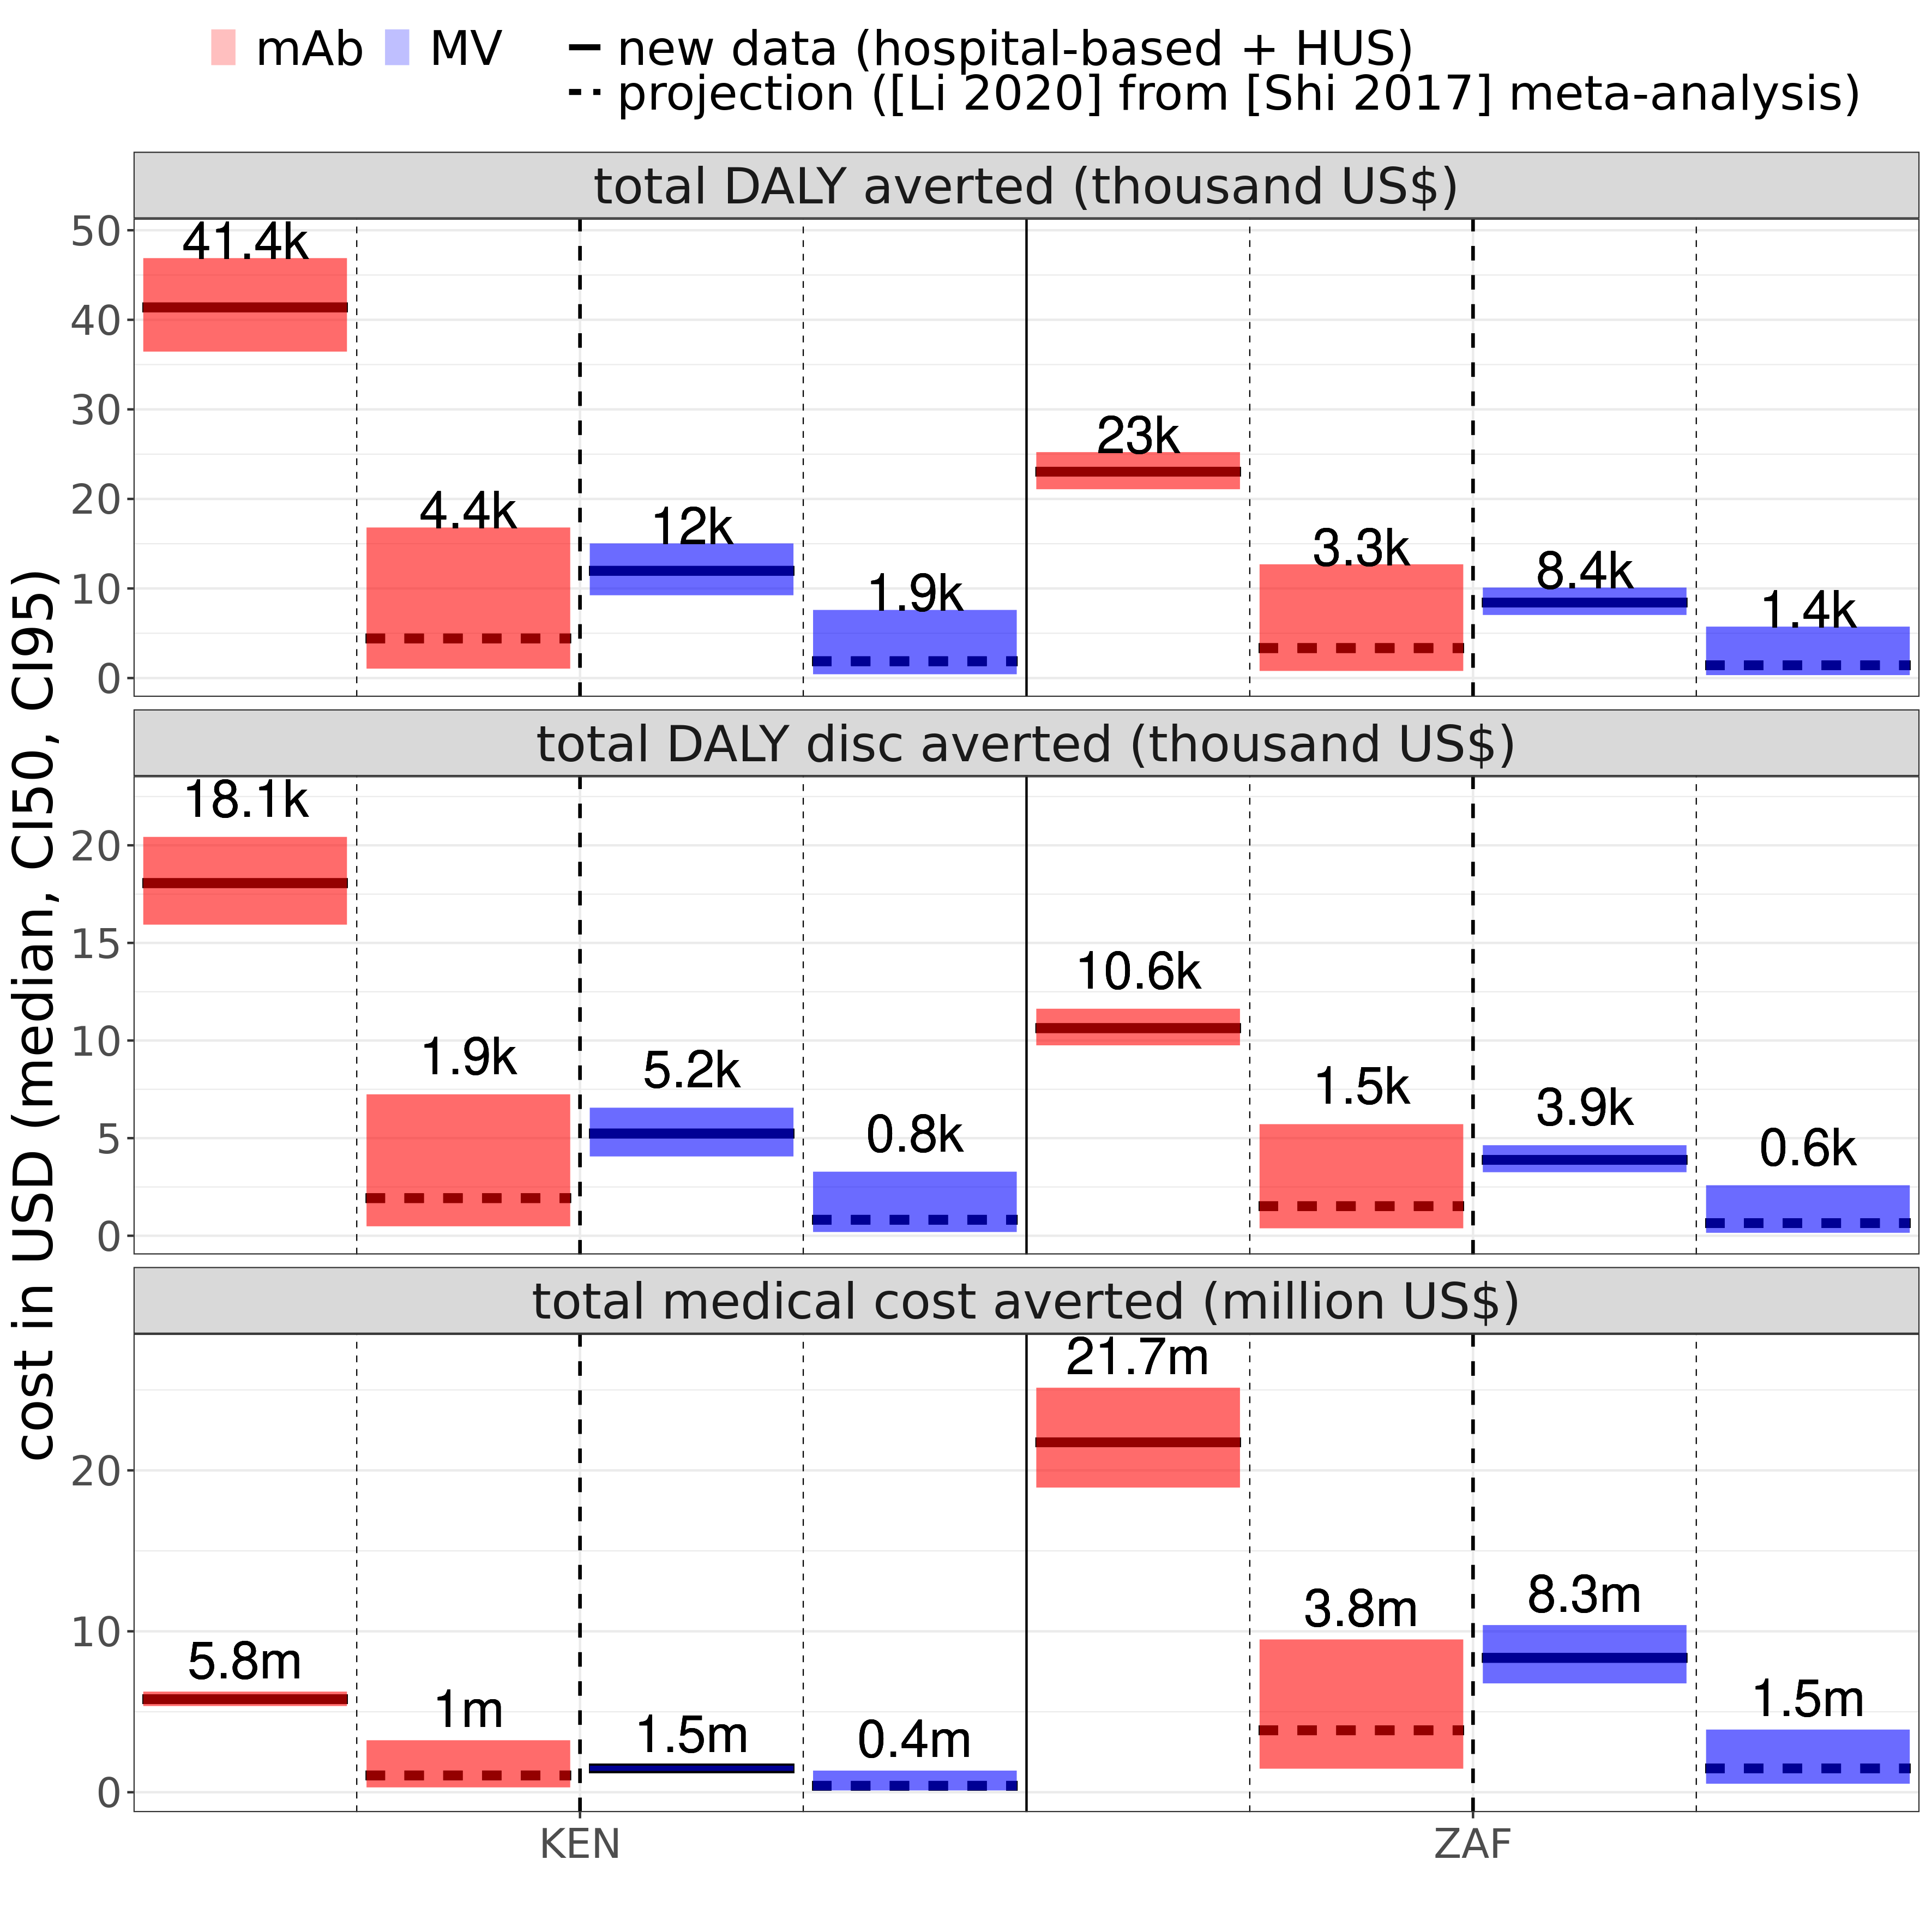 mAb MV new data (hospital-based + HUS)
projection ([Li 2020] from [Shi 2017] meta-analysis)
cost in USD (median, CI50, CI95)
total DALY averted (thousand US$)
50
40
30
20
10
0
41.4k
4.4k
12k
1.9k
23k
3.3k
8.4k
1.4k
total DALY disc averted (thousand US$)
20
15
10
5
0
18.1k
1.9k
5.2k
0.8k
10.6k
1.5k
3.9k
0.6k
total medical cost averted (million US$)
20
10
0
5.8m
1m
1.5m
0.4m
21.7m
3.8m
8.3m
1.5m
KEN ZAF